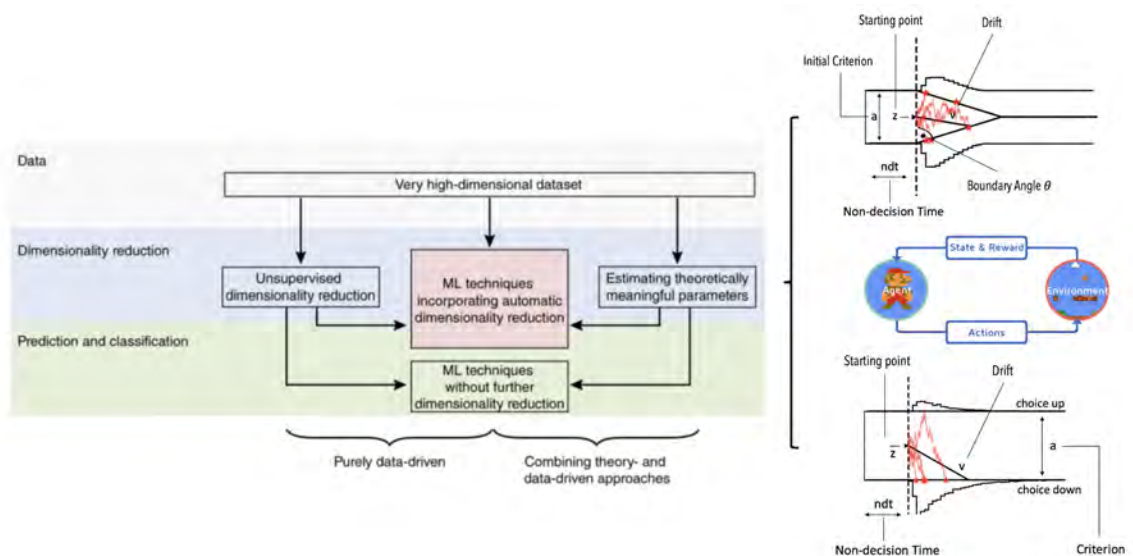 Data
Very high-dimensional dataset
Dimensionality reduction
Unsupervised
dimensionality reduction
ML techniques
incorporating automatic
dimensionality reduction
Estimating theoretically
meaningful parameters
Prediction and classification
ML techniques
without further
dimensionality reduction
Purely data-driven
Combining theory- and
data-driven approaches
Starting point
Drift
Initial Criterion
a
z
v
ndt
Boundary Angle θ
Non-decision Time
State & Reward
Agent
Environment
Actions
Starting point
Drift
choice up
z
a
v
choice down
ndt
Non-decision Time
Criterion